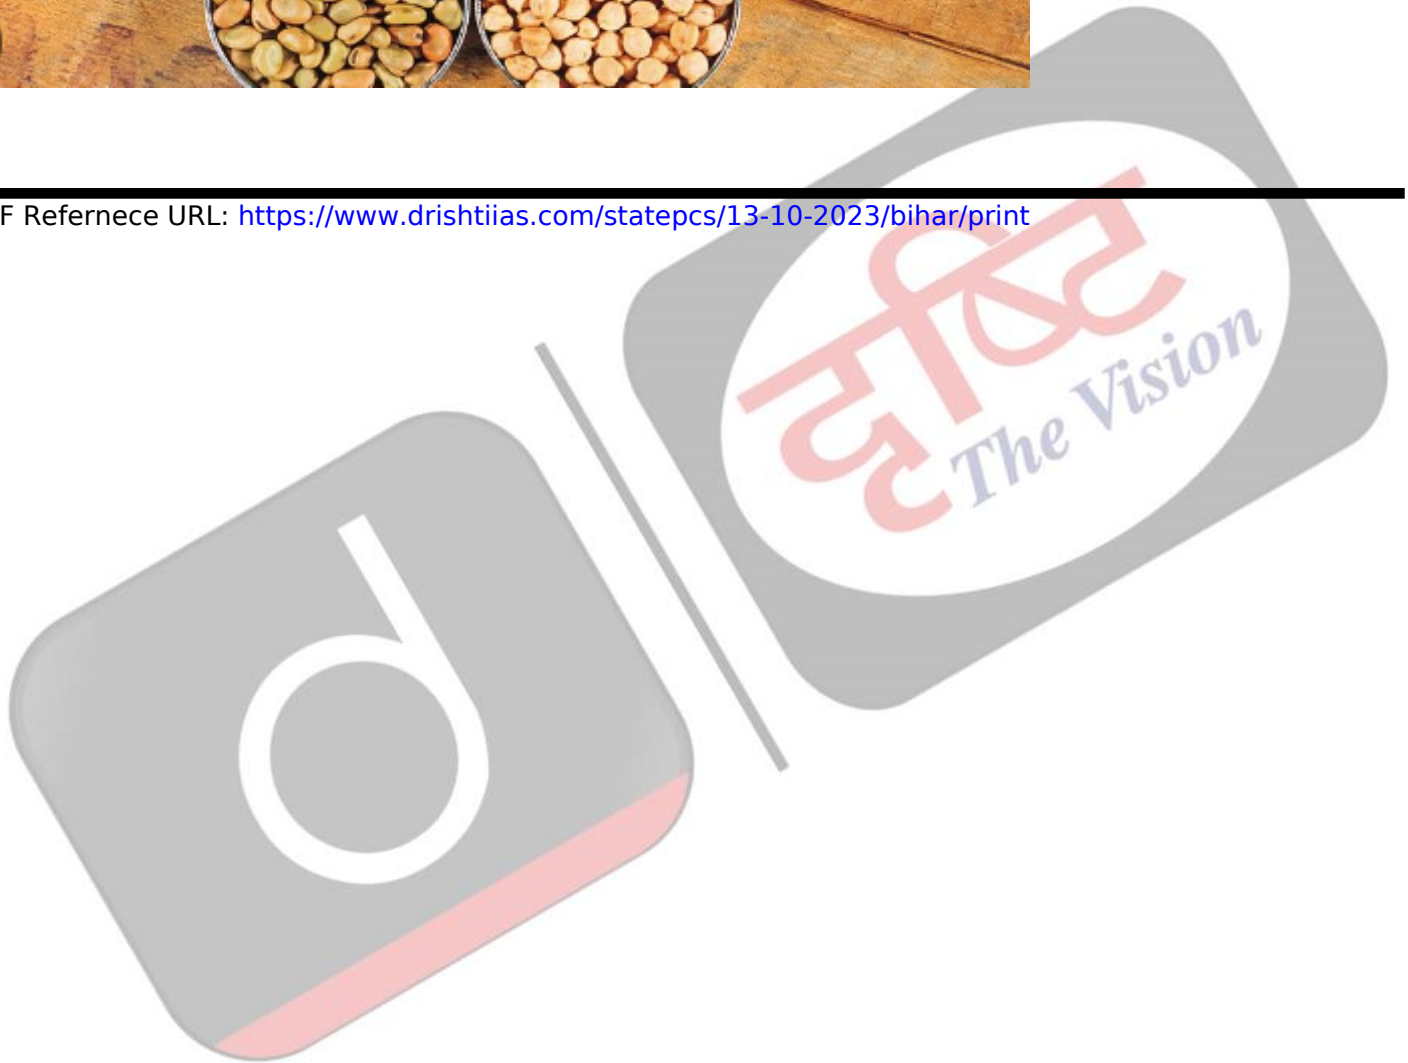 F Refernece URL: https://www.drishtiias.com/statepcs/13-10-2023/bihar/print
दृष्टि
The Vision
d